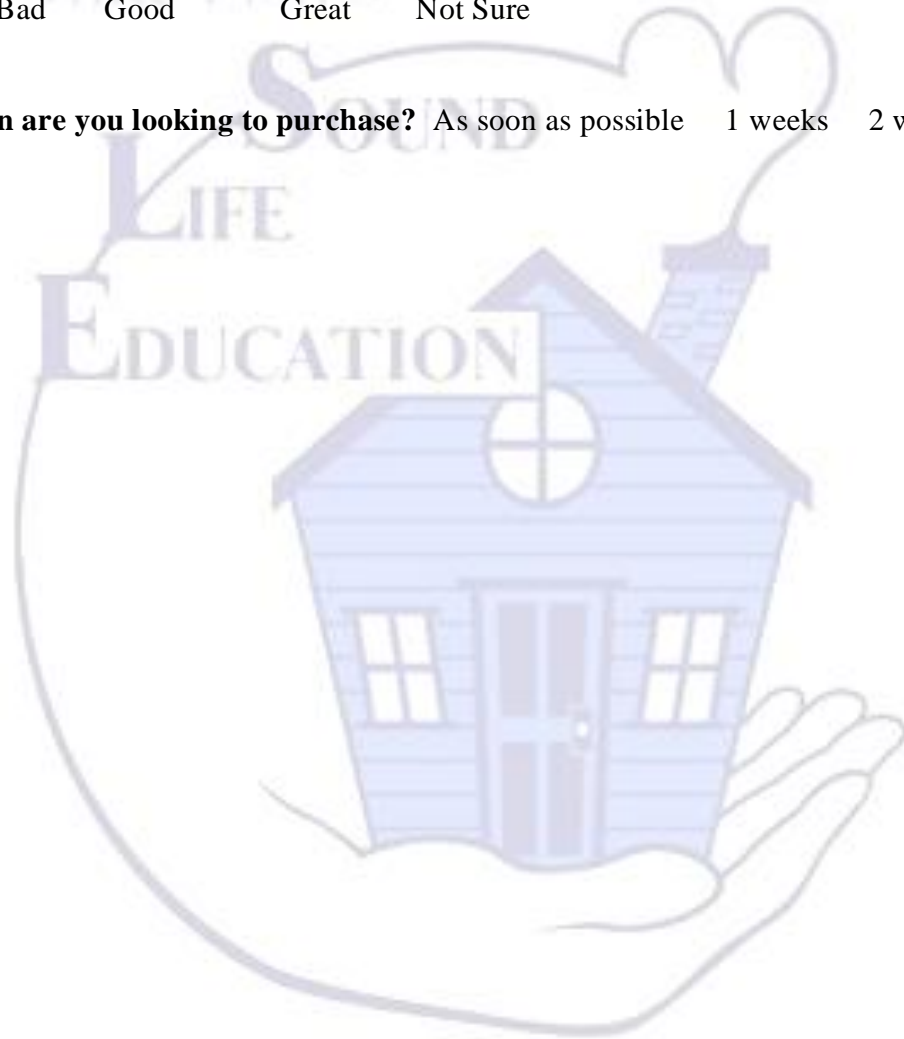 Bad Good Great Not Sure
n are you looking to purchase? As soon as possible 1 weeks 2 w
SOUND
LIFE
EDUCATION